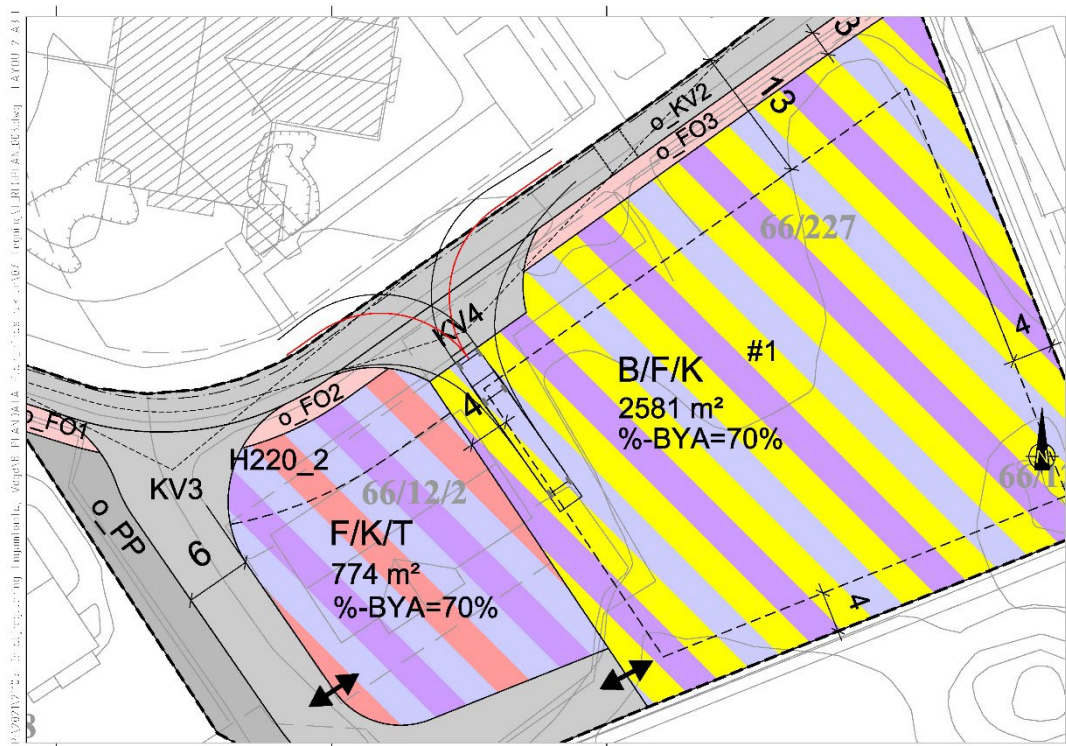 3
13
o_KV2
o_FO3
66/227
KV4
4
#1
B/F/K
2581 m²
%-BYA=70%
4
N
o_FO1
o_FO2
H220_2
KV3
66/12/2
F/K/T
774 m²
%-BYA=70%
o_PP
6
4
8